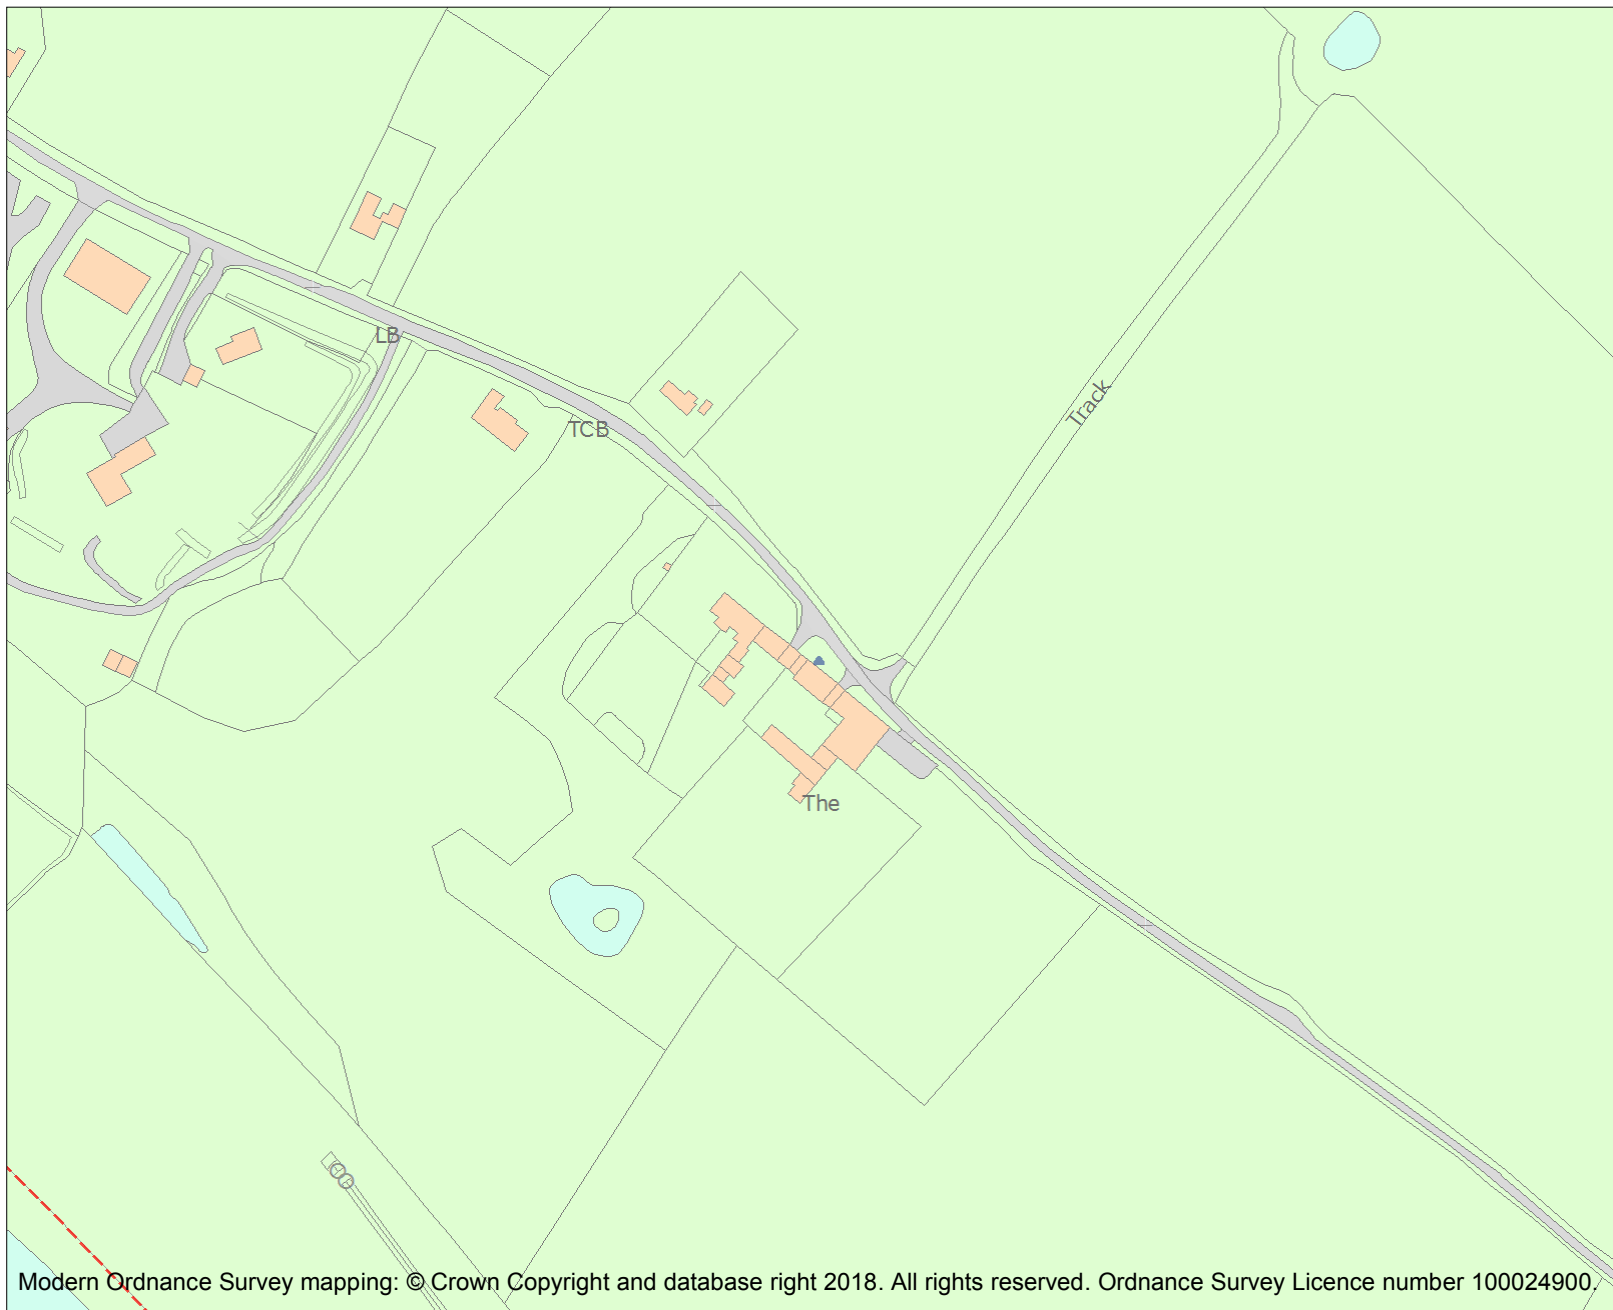 LB
Track
TCB
The
Modern Ordnance Survey mapping: © Crown Copyright and database right 2018. All rights reserved. Ordnance Survey Licence number 100024900.